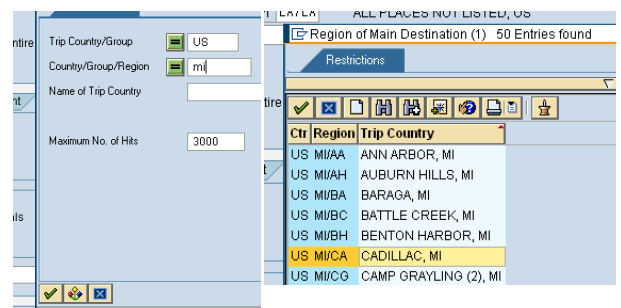 ALL PLACES NOT LISTED, US
ntire
Trip Country/Group
US
Country/Group/Region
mi
Name of Trip Country
Maximum No. of Hits
3000
nt
ls
Region of Main Destination (1) 50 Entries found
Restrictions
tire
Ctr Region Trip Country
US MI/AA ANN ARBOR, MI
US MI/AH AUBURN HILLS, MI
US MI/BA BARAGA, MI
US MI/BC BATTLE CREEK, MI
US MI/BH BENTON HARBOR, MI
US MI/CA CADILLAC, MI
US MI/CG CAMP GRAYLING (2), MI